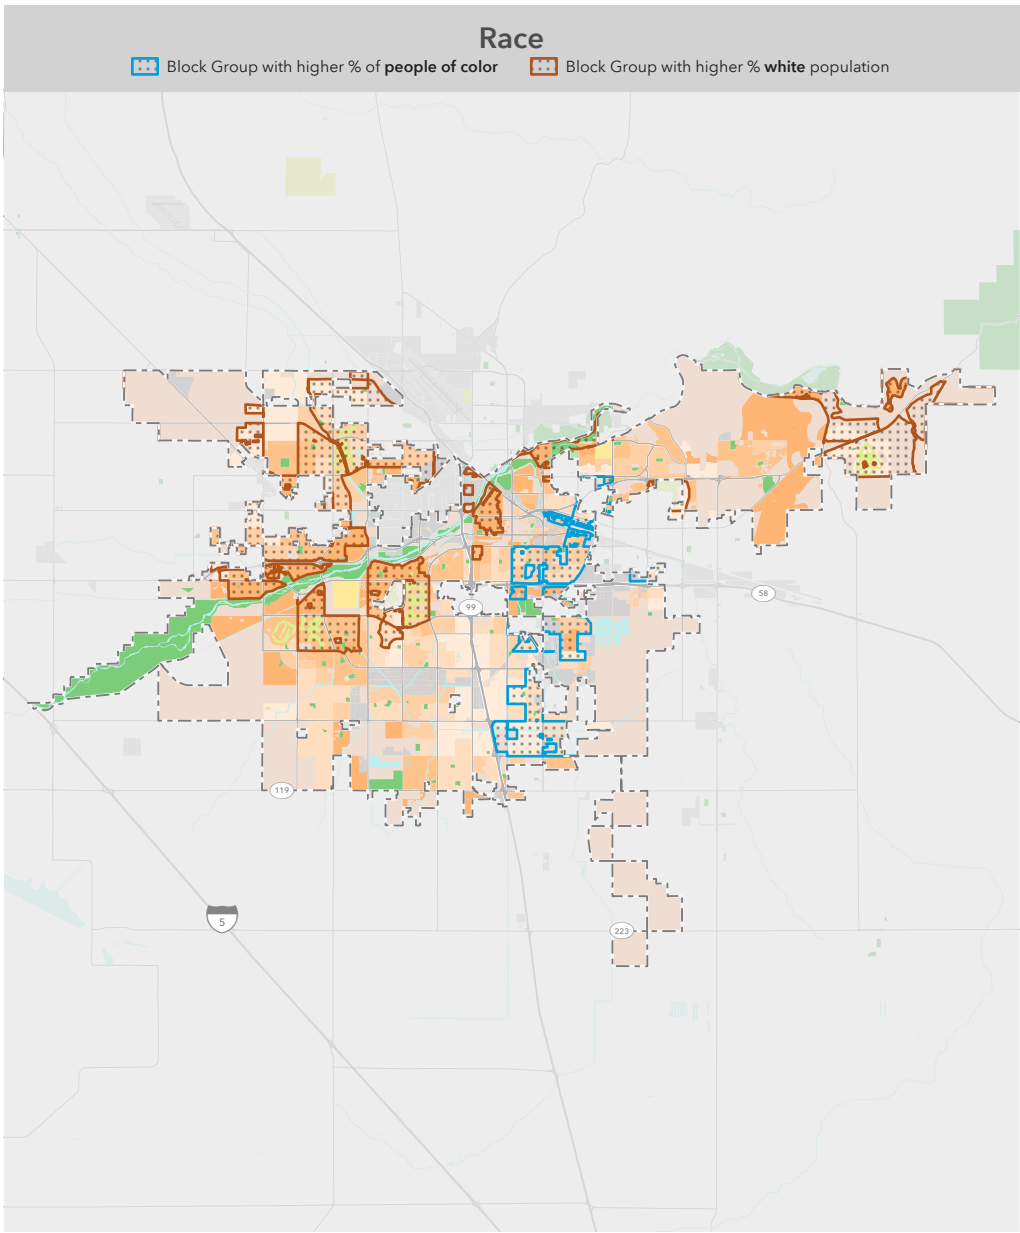 Race
Block Group with higher % of people of color
Block Group with higher % white population
99
58
119
5
223